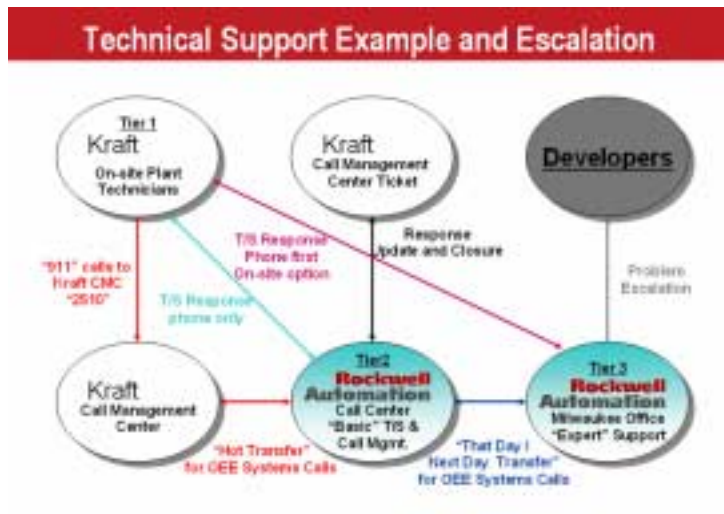 Technical Support Example and Escalation
Tier 1
Kraft
On-site Plant
Technicians
Kraft
Call Management
Center Ticket
Developers
"911" calls to
Kraft CMC
"2510"
T/S Response
phone only
T/S Response
Phone first
On-site option
Response
Update and Closure
Problem
Escalation
Kraft
Call Management
Center
Tier2
Rockwell
Automation
Call Center
"Basic" T/S &
Call Mgmt.
Tier 3
Rockwell
Automation
Milwaukee Office
"Expert" Support
"Hot Transfer"
for OEE Systems Calls
"That Day /
Next Day Transfer"
for OEE Systems Calls